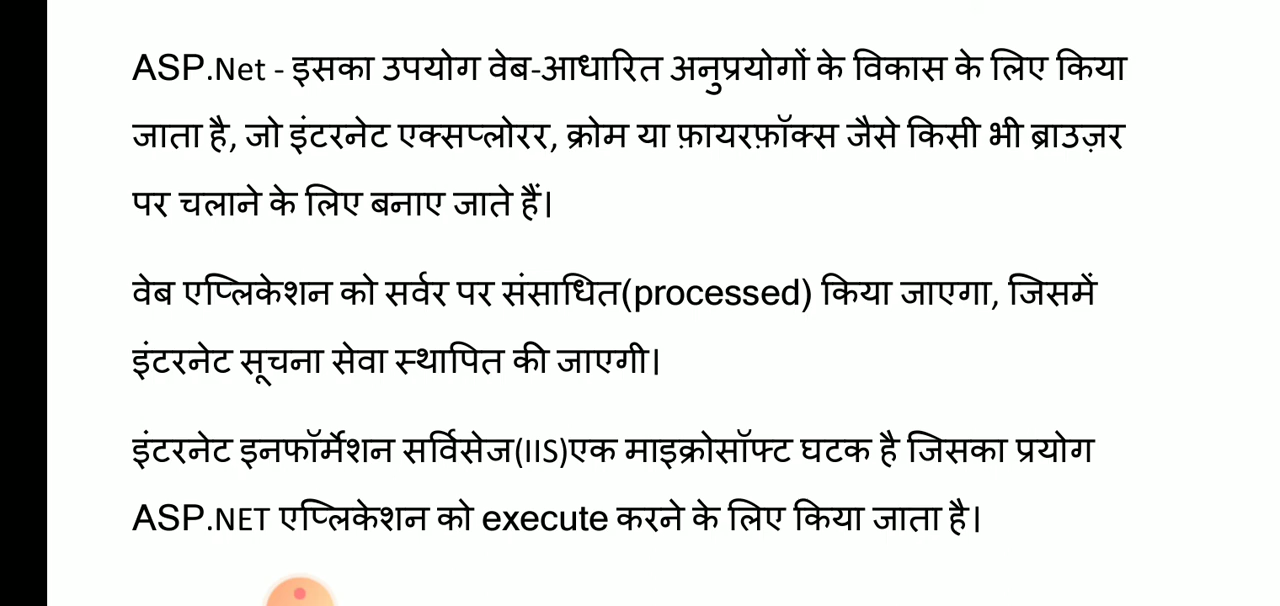 ASP.Net - इसका उपयोग वेब-आधारित अनुप्रयोगों के विकास के लिए किया
जाता है, जो इंटरनेट एक्सप्लोरर, क्रोम या फ़ायरफ़ॉक्स जैसे किसी भी ब्राउज़र
पर चलाने के लिए बनाए जाते हैं।
वेब एप्लिकेशन को सर्वर पर संसाधित(processed) किया जाएगा, जिसमें
इंटरनेट सूचना सेवा स्थापित की जाएगी।
इंटरनेट इनफॉर्मेशन सर्विसेज(IIS)एक माइक्रोसॉफ्ट घटक है जिसका प्रयोग
ASP.NET एप्लिकेशन को execute करने के लिए किया जाता है।